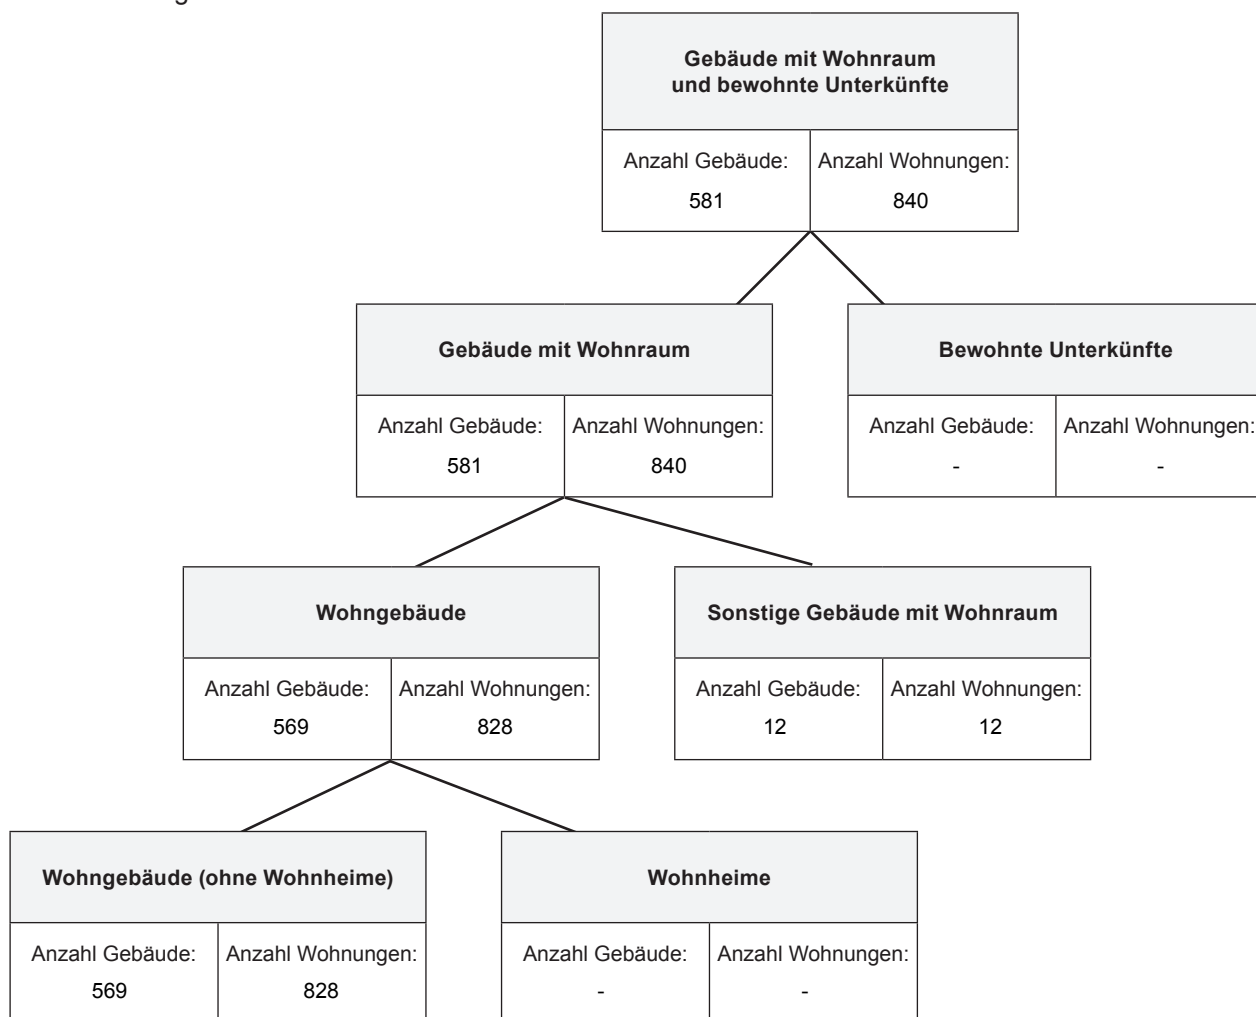 Gebäude mit Wohnraum
und bewohnte Unterkünfte
Anzahl Gebäude: Anzahl Wohnungen:
581 840
Gebäude mit Wohnraum
Anzahl Gebäude: Anzahl Wohnungen:
581 840
Bewohnte Unterkünfte
Anzahl Gebäude: Anzahl Wohnungen:
- -
Wohngebäude
Anzahl Gebäude: Anzahl Wohnungen:
569 828
Sonstige Gebäude mit Wohnraum
Anzahl Gebäude: Anzahl Wohnungen:
12 12
Wohngebäude (ohne Wohnheime)
Anzahl Gebäude: Anzahl Wohnungen:
569 828
Wohnheime
Anzahl Gebäude: Anzahl Wohnungen:
- -